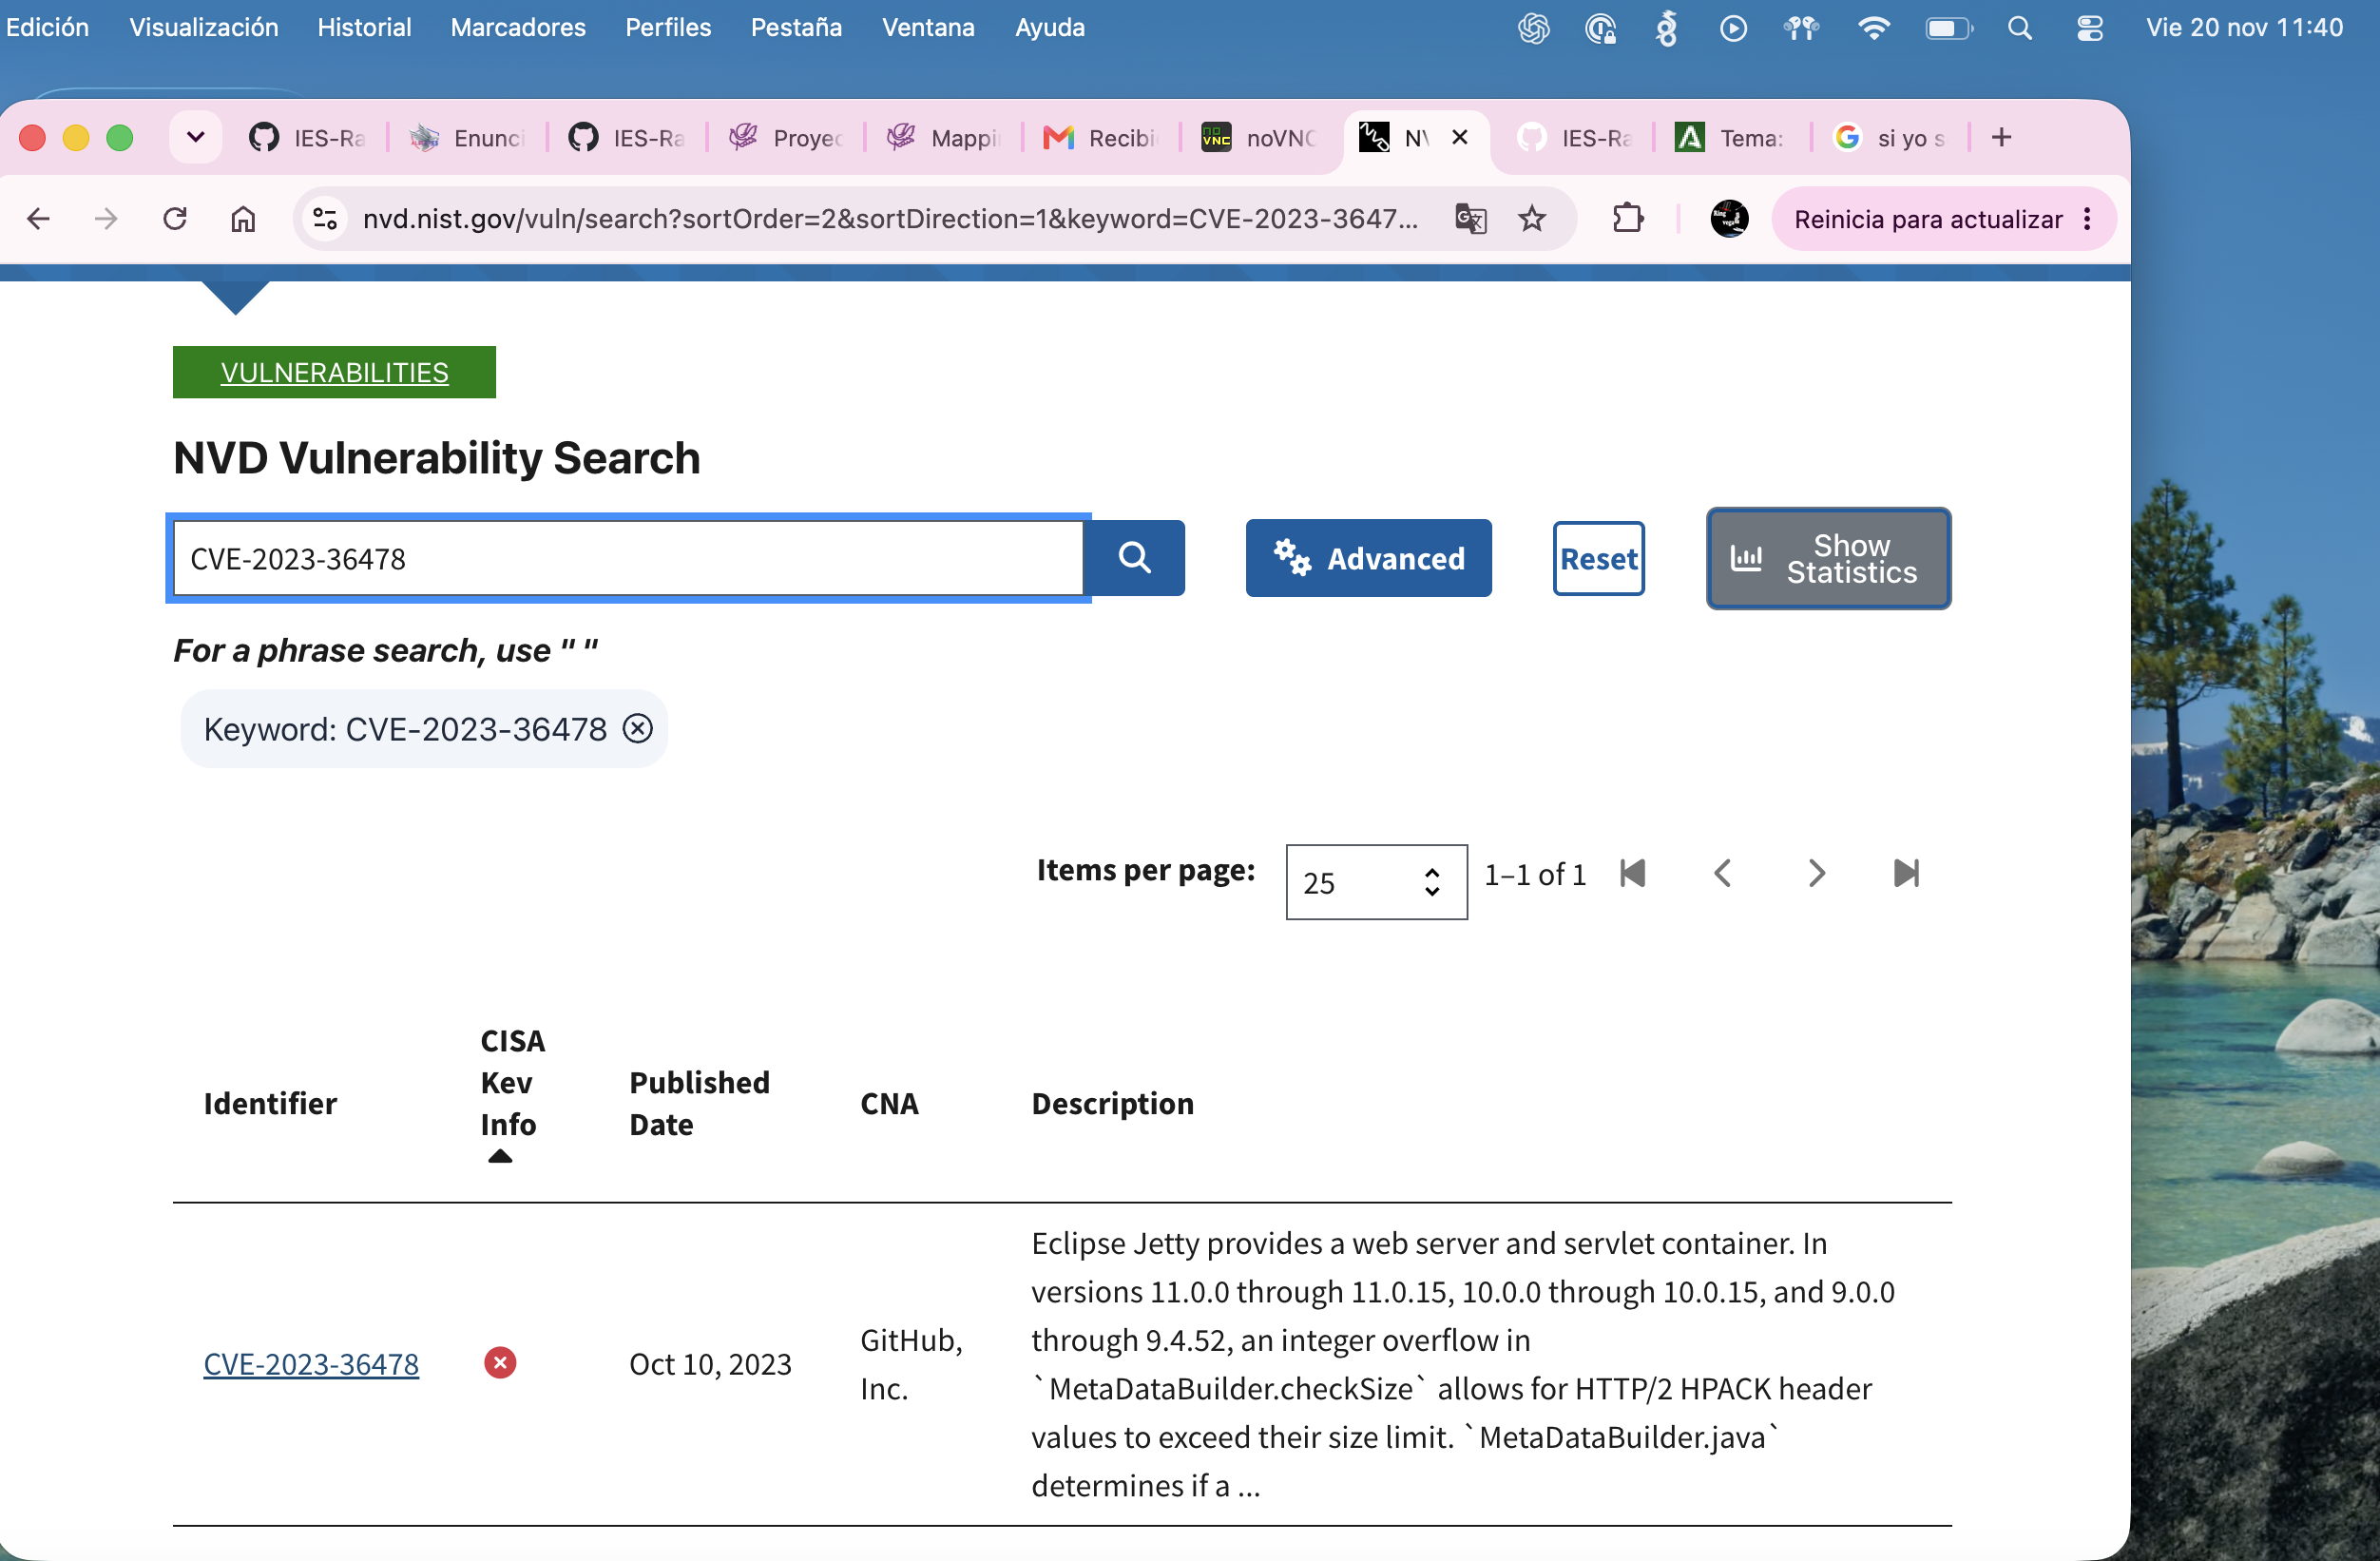 Edición Visualización Historial Marcadores Perfiles Pestaña Ventana Ayuda Vie 20 nov 11:40
IES-Ra Enunci IES-Ra Proyec Mappi Recibi noVNC NV IES-Ra Tema: si yo s
nvd.nist.gov/vuln/search?sortOrder=2&sortDirection=1&keyword=CVE-2023-3647... Reinicia para actualizar
VULNERABILITIES
NVD Vulnerability Search
CVE-2023-36478 Advanced Reset Show
Statistics
For a phrase search, use " "
Keyword: CVE-2023-36478
Items per page: 25 1–1 of 1
Identifier CISA Kev Info Published Date CNA Description
CVE-2023-36478 Oct 10, 2023 GitHub, Inc.
Eclipse Jetty provides a web server and servlet container. In
versions 11.0.0 through 11.0.15, 10.0.0 through 10.0.15, and 9.0.0
through 9.4.52, an integer overflow in
`MetaDataBuilder.checkSize` allows for HTTP/2 HPACK header
values to exceed their size limit. `MetaDataBuilder.java`
determines if a ...